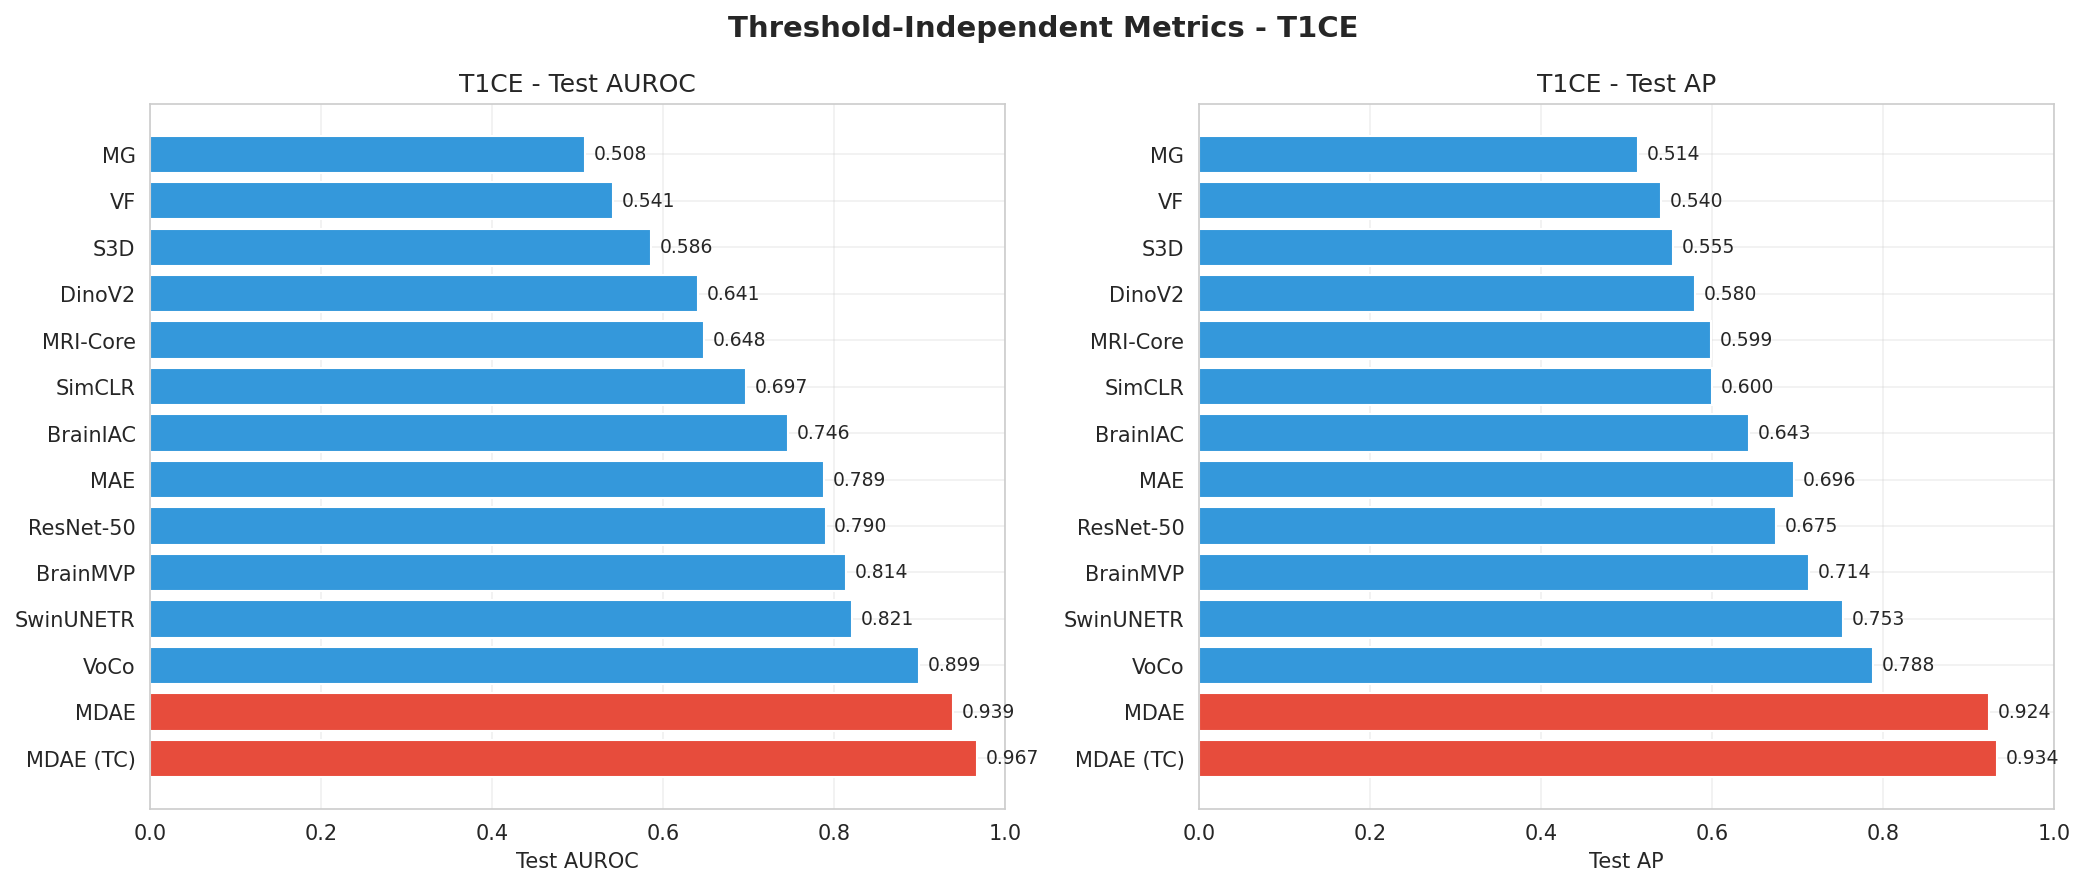 Threshold-Independent Metrics - T1CE
T1CE - Test AUROC
MG 0.508
VF 0.541
S3D 0.586
DinoV2 0.641
MRI-Core 0.648
SimCLR 0.697
BrainIAC 0.746
MAE 0.789
ResNet-50 0.790
BrainMVP 0.814
SwinUNETR 0.821
VoCo 0.899
MDAE 0.939
MDAE (TC) 0.967
0.0 0.2 0.4 0.6 0.8 1.0
Test AUROC
T1CE - Test AP
MG 0.514
VF 0.540
S3D 0.555
DinoV2 0.580
MRI-Core 0.599
SimCLR 0.600
BrainIAC 0.643
MAE 0.696
ResNet-50 0.675
BrainMVP 0.714
SwinUNETR 0.753
VoCo 0.788
MDAE 0.924
MDAE (TC) 0.934
0.0 0.2 0.4 0.6 0.8 1.0
Test AP